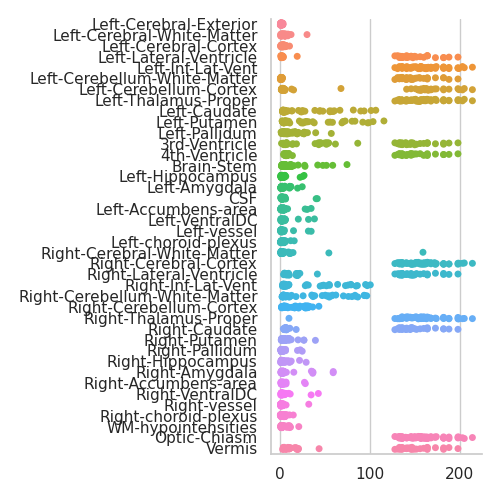 Left-Cerebral-Exterior
Left-Cerebral-White-Matter
Left-Cerebral-Cortex
Left-Lateral-Ventricle
Left-Inf-Lat-Vent
Left-Cerebellum-White-Matter
Left-Cerebellum-Cortex
Left-Thalamus-Proper
Left-Caudate
Left-Putamen
Left-Pallidum
3rd-Ventricle
4th-Ventricle
Brain-Stem
Left-Hippocampus
Left-Amygdala
CSF
Left-Accumbens-area
Left-VentralDC
Left-vessel
Left-choroid-plexus
Right-Cerebral-White-Matter
Right-Cerebral-Cortex
Right-Lateral-Ventricle
Right-Inf-Lat-Vent
Right-Cerebellum-White-Matter
Right-Cerebellum-Cortex
Right-Thalamus-Proper
Right-Caudate
Right-Putamen
Right-Pallidum
Right-Hippocampus
Right-Amygdala
Right-Accumbens-area
Right-VentralDC
Right-vessel
Right-choroid-plexus
WM-hypointensities
Optic-Chiasm
Vermis
0 100 200